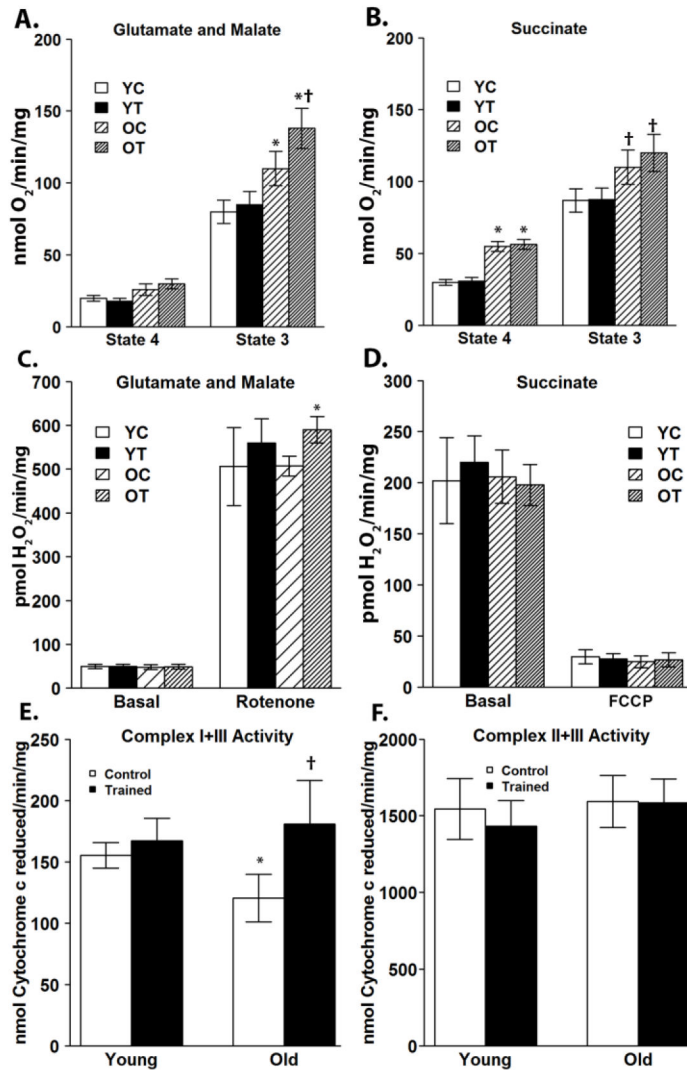 A.
Glutamate and Malate
nmol O2/min/mg
200
150
100
50
0
YC
YT
OC
OT
*
*†
State 4
State 3
B.
Succinate
nmol O2/min/mg
200
150
100
50
0
YC
YT
OC
OT
*
*
†
†
State 4
State 3
C.
Glutamate and Malate
pmol H2O2/min/mg
700
600
500
400
300
200
100
50
0
YC
YT
OC
OT
*
Basal
Rotenone
D.
Succinate
pmol H2O2/min/mg
300
250
200
150
100
50
0
YC
YT
OC
OT
Basal
FCCP
E.
Complex I+III Activity
nmol Cytochrome c reduced/min/mg
250
200
150
100
50
0
Control
Trained
*
†
Young
Old
F.
Complex II+III Activity
nmol Cytochrome c reduced/min/mg
2000
1500
1000
500
0
Control
Trained
Young
Old